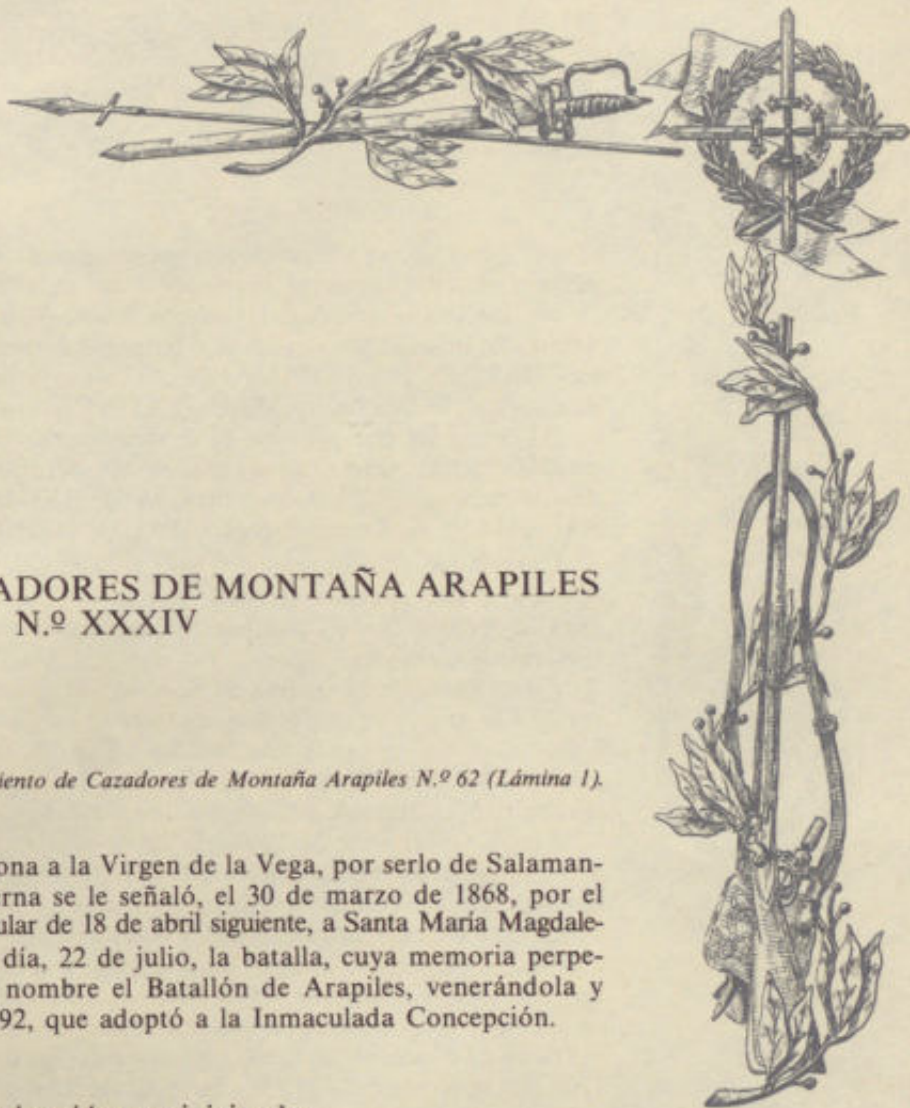 ADORES DE MONTAÑA ARAPILES
N.º XXXIV
iento de Cazadores de Montaña Arapiles N.º 62 (Lámina 1).
ona a la Virgen de la Vega, por serlo de Salaman-
erna se le señaló, el 30 de marzo de 1868, por el
ular de 18 de abril siguiente, a Santa María Magdale-
día, 22 de julio, la batalla, cuya memoria perpe-
nombre el Batallón de Arapiles, venerándola y
92, que adoptó a la Inmaculada Concepción.